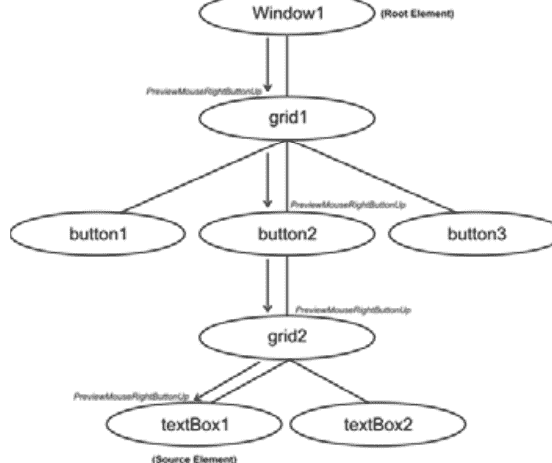 Window1
(Root Element)
PreviewMouseRightButtonUp
grid1
PreviewMouseRightButtonUp
button1
button2
button3
PreviewMouseRightButtonUp
grid2
PreviewMouseRightButtonUp
textBox1
textBox2
(Source Element)